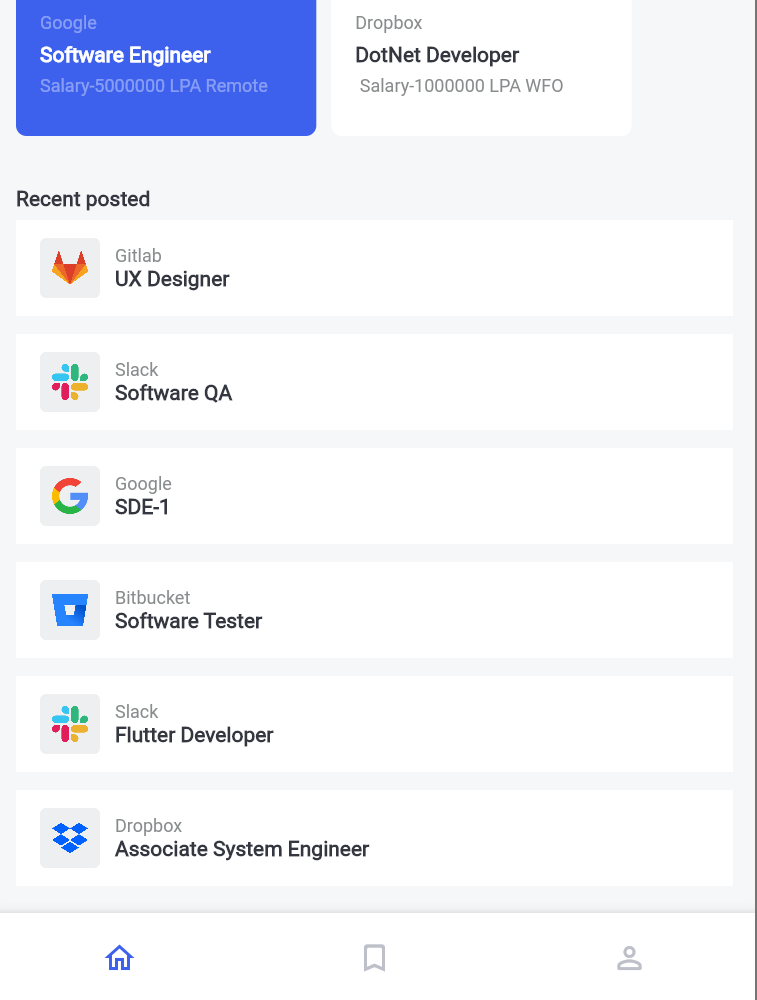 Google
Software Engineer
Salary-5000000 LPA Remote
Dropbox
DotNet Developer
Salary-1000000 LPA WFO
Recent posted
Gitlab
UX Designer
Slack
Software QA
Google
SDE-1
Bitbucket
Software Tester
Slack
Flutter Developer
Dropbox
Associate System Engineer